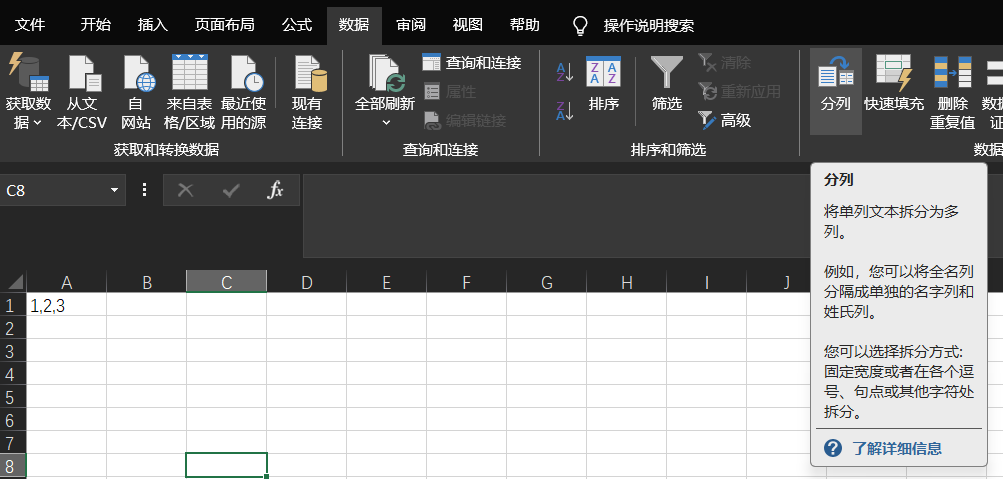 文件 开始 插入 页面布局 公式 数据 审阅 视图 帮助 操作说明搜索
获取数据
从文本/CSV
自网站
来自表格/区域
最近使用的源
现有连接
获取和转换数据
全部刷新
查询和连接
属性
编辑链接
查询和连接
排序
筛选
清除
重新应用
高级
排序和筛选
分列
快速填充
删除重复值
C8
fx
A B C D E F G H I J
1 1,2,3
2
3
4
5
6
7
8
分列
将单列文本拆分为多
列。
例如，您可以将全名列
分隔成单独的名字列和
姓氏列。
您可以选择拆分方式:
固定宽度或者在各个逗
号、句点或其他字符处
拆分。
了解详细信息